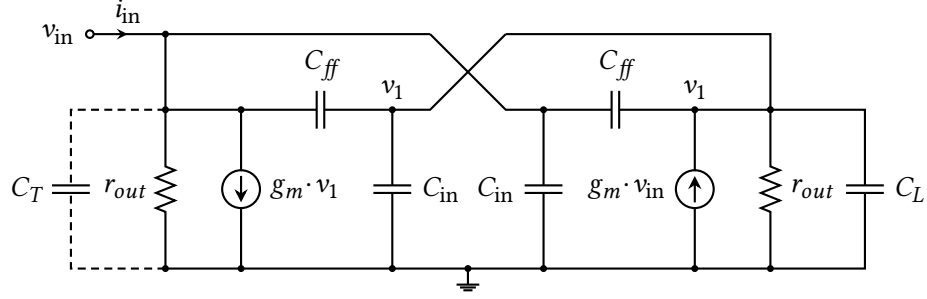 i_in
v_in
C_ff C_ff
v_1 v_1
C_T r_out g_m · v_1 C_in C_in g_m · v_in r_out C_L